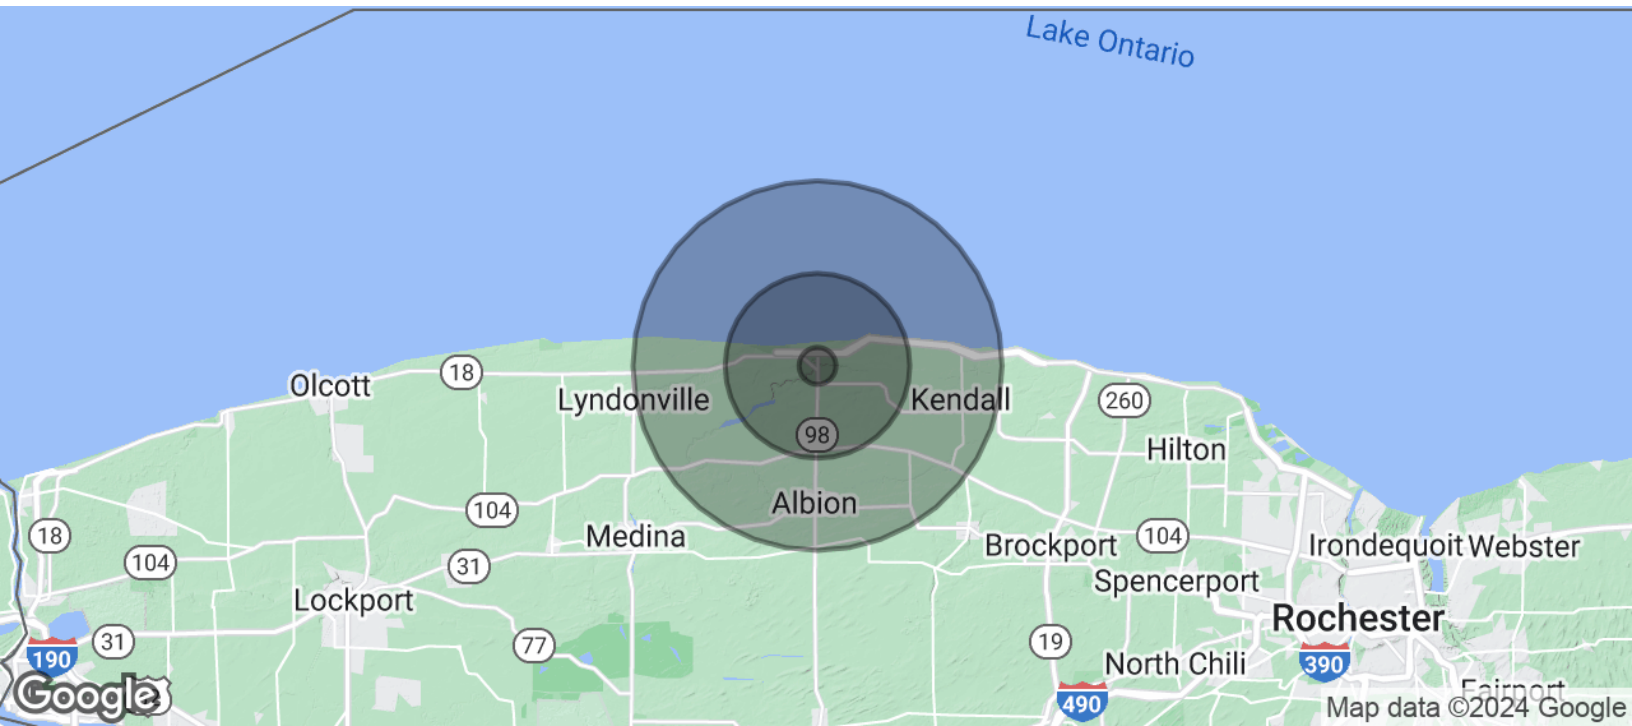 Lake Ontario
Olcott
18
Lyndonville
Kendall
260
98
Hilton
Albion
104
18
Medina
Brockport
104
Irondequoit
Webster
104
31
Spencerport
Lockport
Rochester
31
77
19
190
North Chili
390
Fairport
490
Google
Map data ©2024 Google